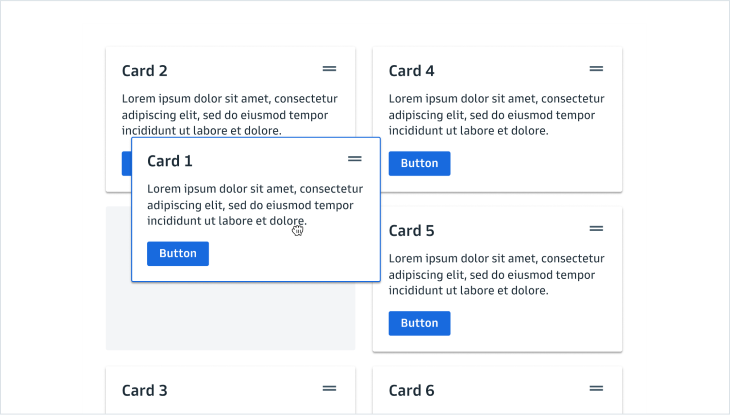 Card 2
Lorem ipsum dolor sit amet, consectetur
adipiscing elit, sed do eiusmod tempor
incididunt ut labore et dolore.
Card 4
Lorem ipsum dolor sit amet, consectetur
adipiscing elit, sed do eiusmod tempor
incididunt ut labore et dolore.
Button
Card 1
Lorem ipsum dolor sit amet, consectetur
adipiscing elit, sed do eiusmod tempor
incididunt ut labore et dolore.
Button
Card 5
Lorem ipsum dolor sit amet, consectetur
adipiscing elit, sed do eiusmod tempor
incididunt ut labore et dolore.
Button
Card 3
Card 6